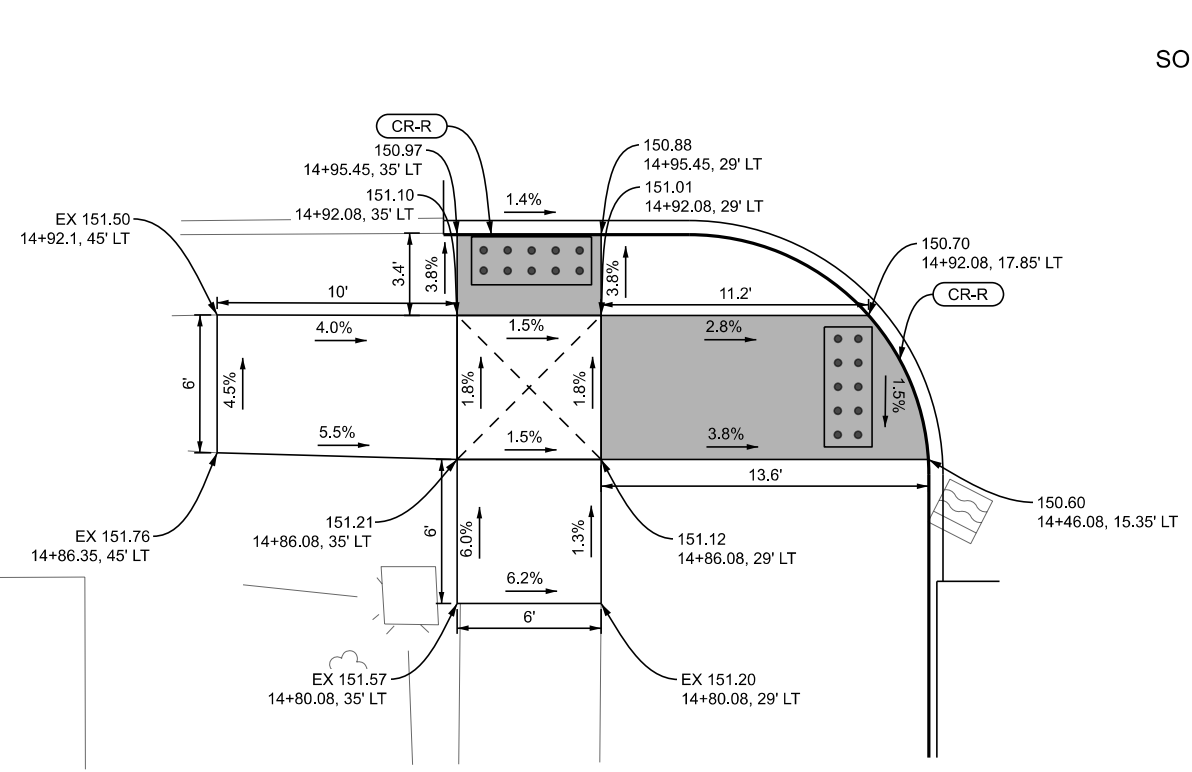 SO
CR-R
150.97
14+95.45, 35' LT
151.10
14+92.08, 35' LT
150.88
14+95.45, 29' LT
151.01
14+92.08, 29' LT
1.4%
EX 151.50
14+92.1, 45' LT
150.70
14+92.08, 17.85' LT
CR-R
3.4'
3.8%
3.8%
10'
11.2'
4.0%
1.5%
2.8%
6'
4.5%
1.8%
1.8%
1.5%
5.5%
1.5%
3.8%
13.6'
EX 151.76
14+86.35, 45' LT
151.21
14+86.08, 35' LT
6'
6.0%
1.3%
151.12
14+86.08, 29' LT
150.60
14+46.08, 15.35' LT
6.2%
6'
EX 151.57
14+80.08, 35' LT
EX 151.20
14+80.08, 29' LT